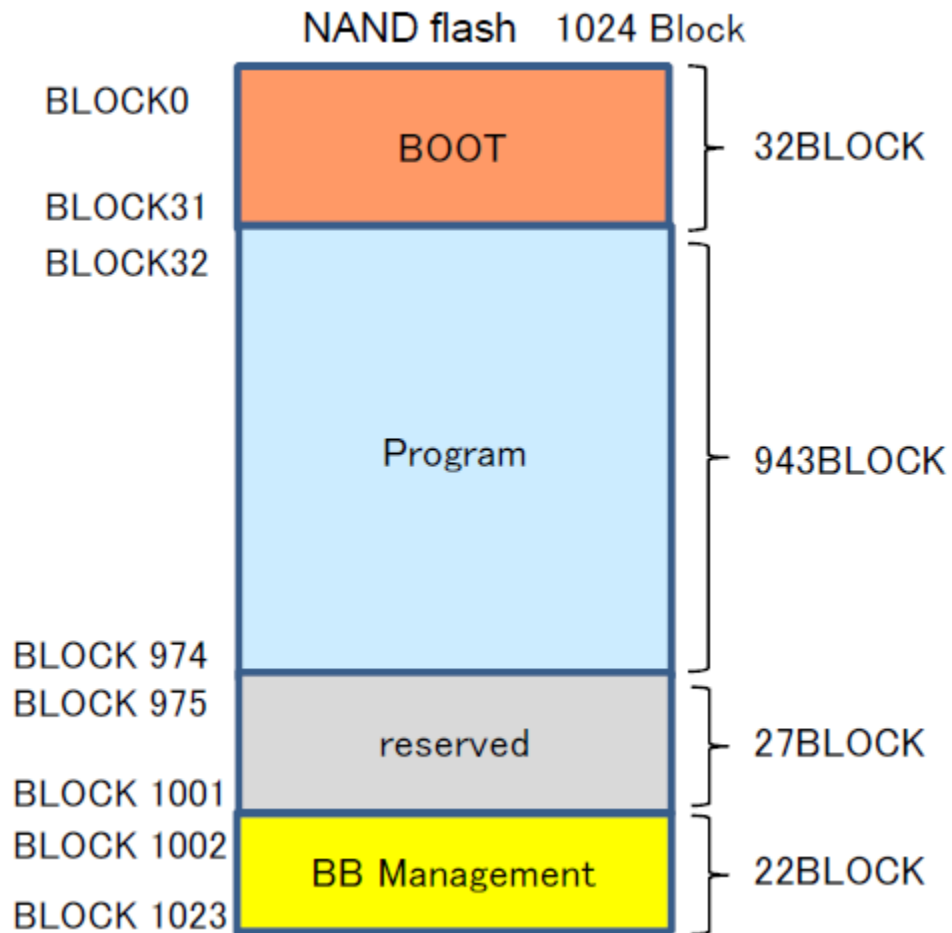 NAND flash 1024 Block
BLOCK0
BOOT
32BLOCK
BLOCK31
BLOCK32
Program
943BLOCK
BLOCK 974
BLOCK 975
reserved
27BLOCK
BLOCK 1001
BLOCK 1002
BB Management
22BLOCK
BLOCK 1023